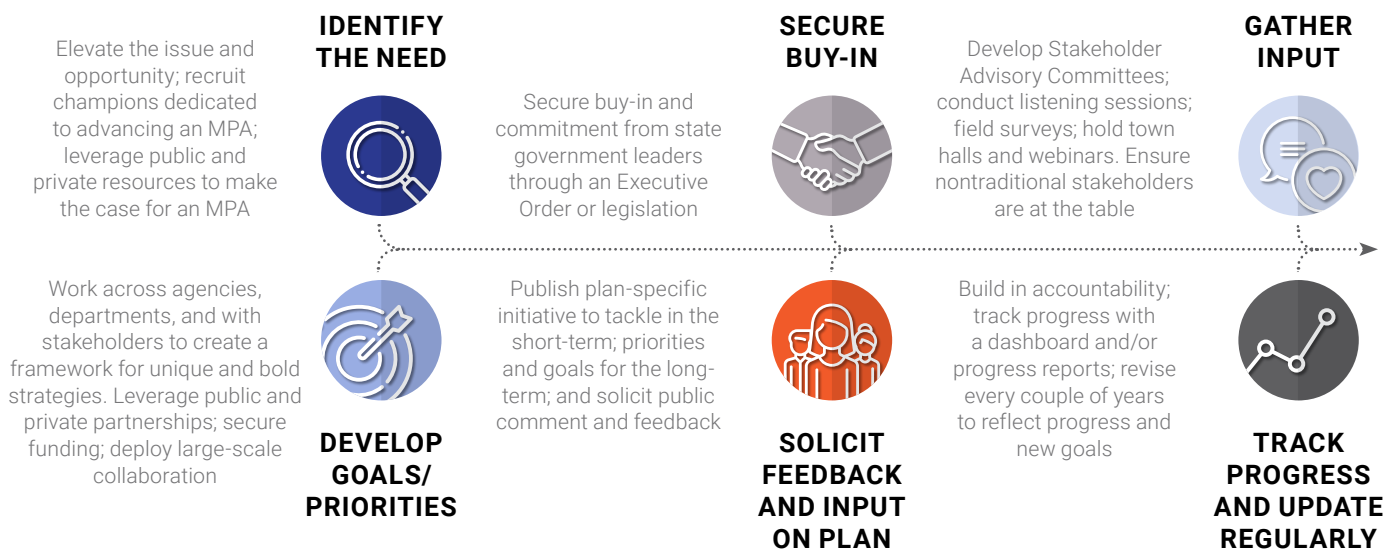 IDENTIFY
THE NEED
Elevate the issue and
opportunity; recruit
champions dedicated
to advancing an MPA;
leverage public and
private resources to make
the case for an MPA
SECURE
BUY-IN
Secure buy-in and
commitment from state
government leaders
through an Executive
Order or legislation
GATHER
INPUT
Develop Stakeholder
Advisory Committees;
conduct listening sessions;
field surveys; hold town
halls and webinars. Ensure
nontraditional stakeholders
are at the table
Work across agencies,
departments, and with
stakeholders to create a
framework for unique and bold
strategies. Leverage public and
private partnerships; secure
funding; deploy large-scale
collaboration
DEVELOP
GOALS/
PRIORITIES
Publish plan-specific
initiative to tackle in the
short-term; priorities
and goals for the long-
term; and solicit public
comment and feedback
SOLICIT
FEEDBACK
AND INPUT
ON PLAN
Build in accountability;
track progress with
a dashboard and/or
progress reports; revise
every couple of years
to reflect progress and
new goals
TRACK
PROGRESS
AND UPDATE
REGULARLY